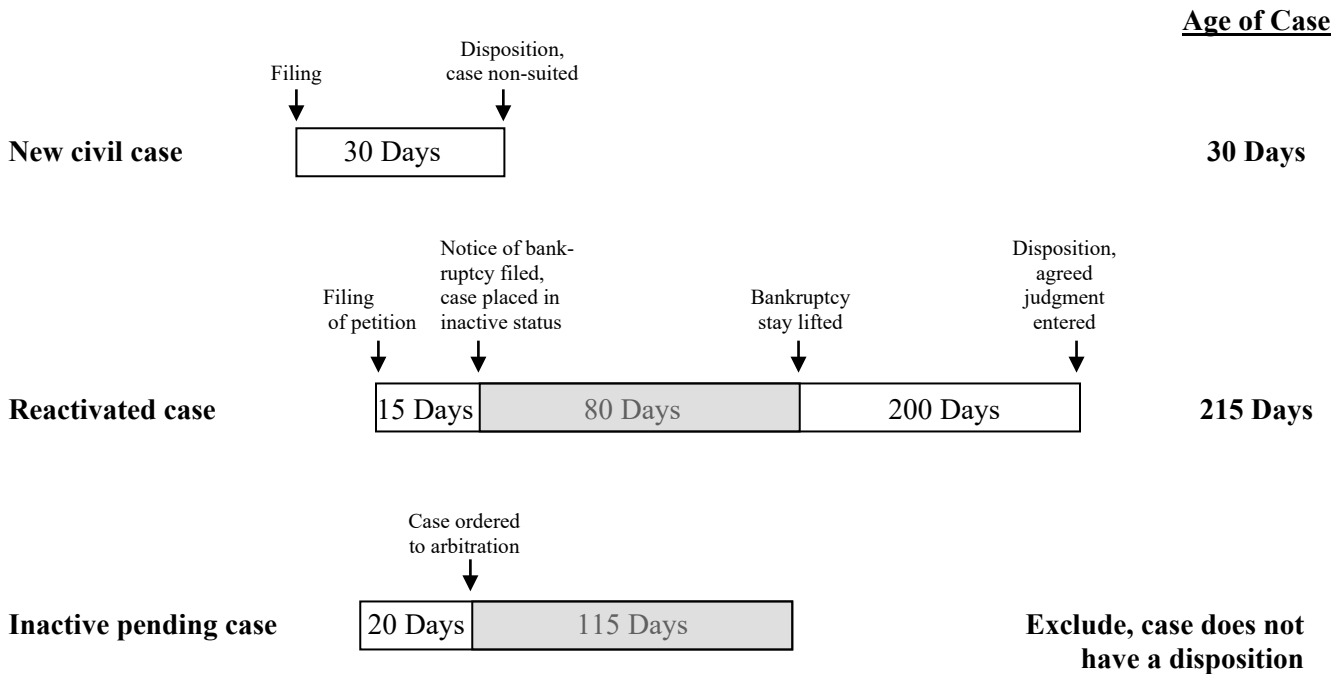 Age of Case
Disposition,
case non-suited
Filing
New civil case
30 Days
30 Days
Notice of bank-
ruptcy filed,
case placed in
inactive status
Disposition,
agreed
judgment
entered
Filing
of petition
Bankruptcy
stay lifted
Reactivated case
15 Days
80 Days
200 Days
215 Days
Case ordered
to arbitration
Inactive pending case
20 Days
115 Days
Exclude, case does not
have a disposition